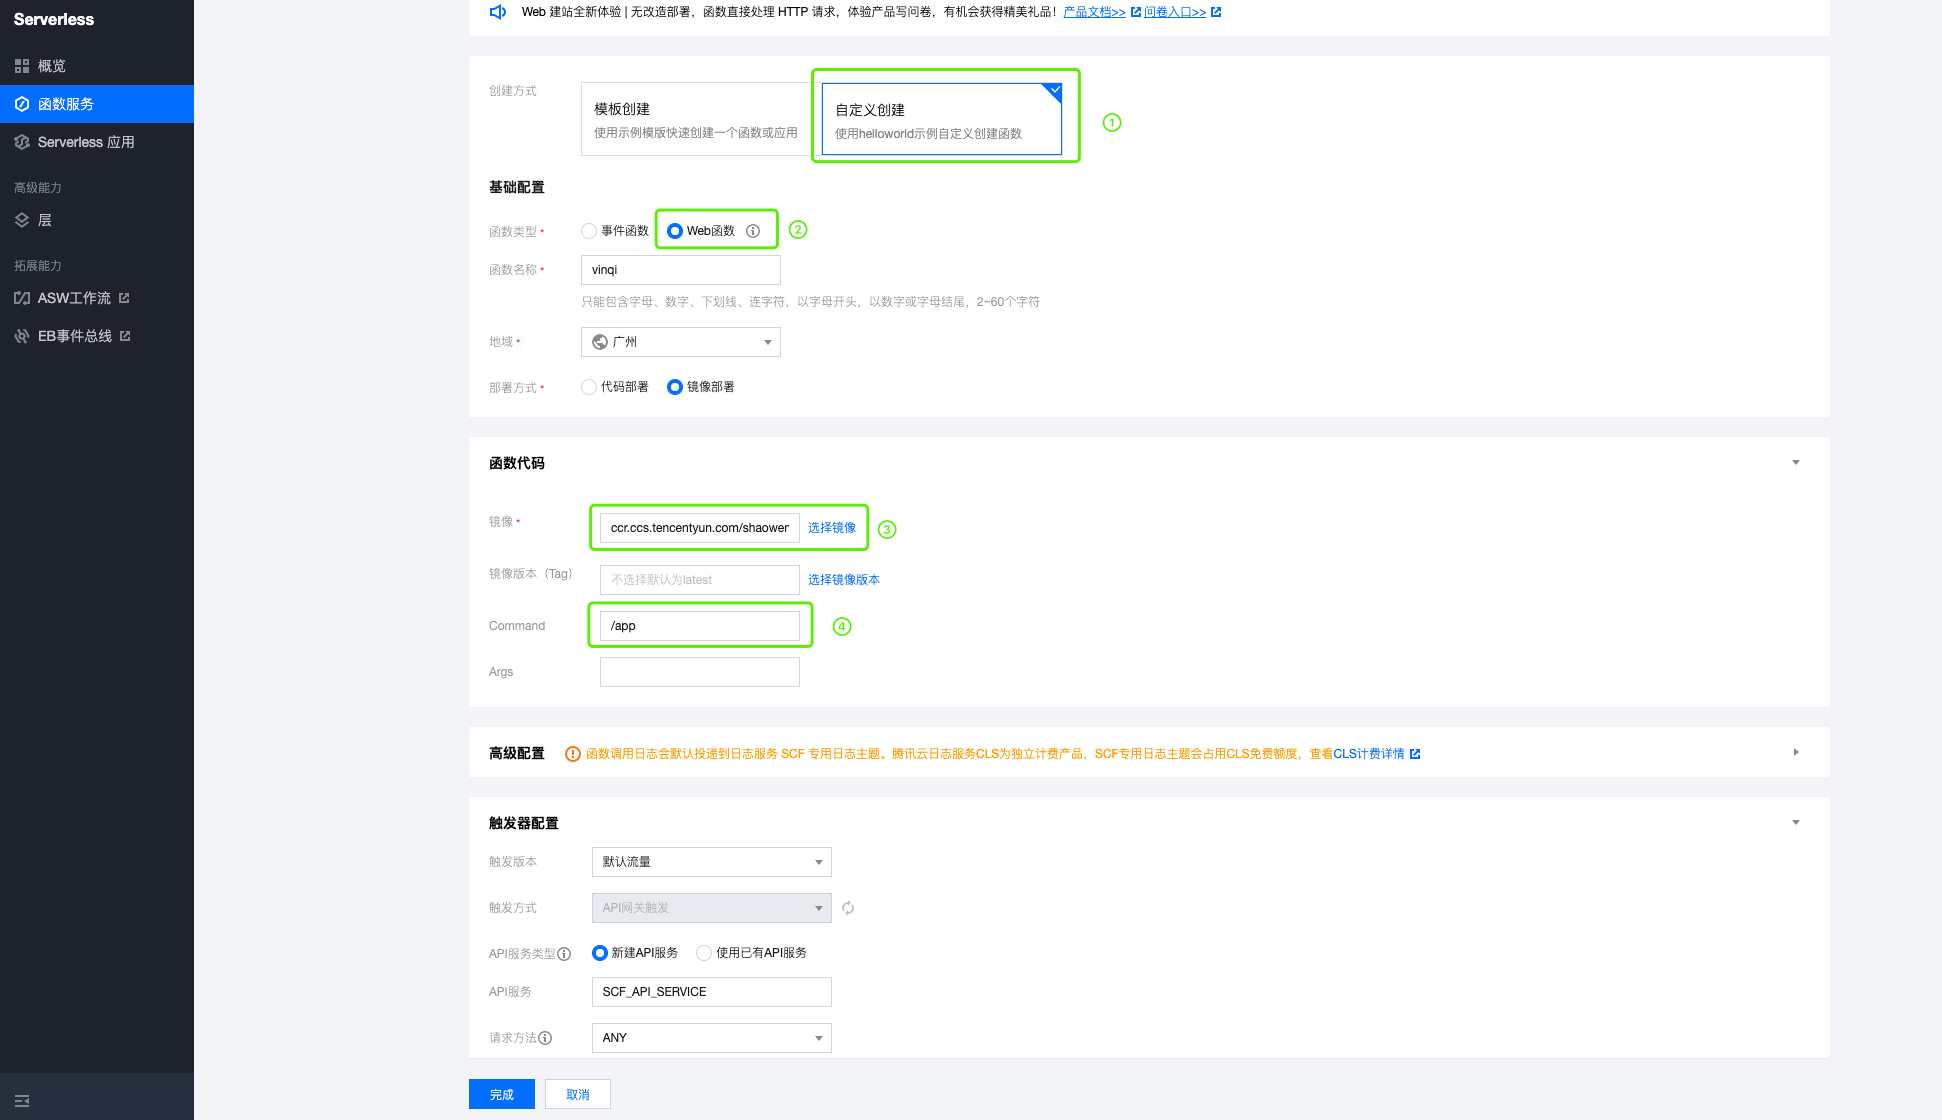 Serverless
概览
函数服务
Serverless 应用
高级能力
层
拓展能力
ASW工作流
EB事件总线
Web 建站全新体验 | 无改造部署，函数直接处理 HTTP 请求，体验产品写问卷，有机会获得精美礼品！产品文档>> 问卷入口>>
创建方式
模板创建
使用示例模版快速创建一个函数或应用
自定义创建
使用helloworld示例自定义创建函数
1
基础配置
函数类型 * 事件函数 Web函数 2
函数名称 * vinqi
只能包含字母、数字、下划线、连字符，以字母开头，以数字或字母结尾，2~60个字符
地域 * 广州
部署方式 * 代码部署 镜像部署
函数代码
镜像 * ccr.ccs.tencentyun.com/shaower 选择镜像 3
镜像版本（Tag） 不选择默认为latest 选择镜像版本
Command /app 4
Args
高级配置 函数调用日志会默认投递到日志服务 SCF 专用日志主题。腾讯云日志服务CLS为独立计费产品，SCF专用日志主题会占用CLS免费额度，查看CLS计费详情
触发器配置
触发版本 默认流量
触发方式 API网关触发
API服务类型 新建API服务 使用已有API服务
API服务 SCF_API_SERVICE
请求方法 ANY
完成 取消